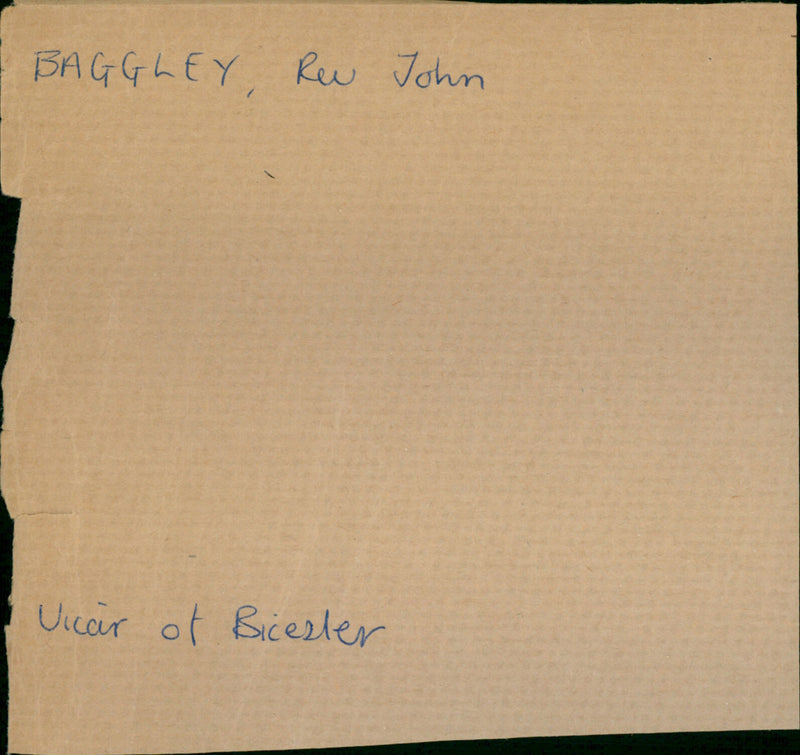 BAGGLEY, Rev John
Vicar of Bicester